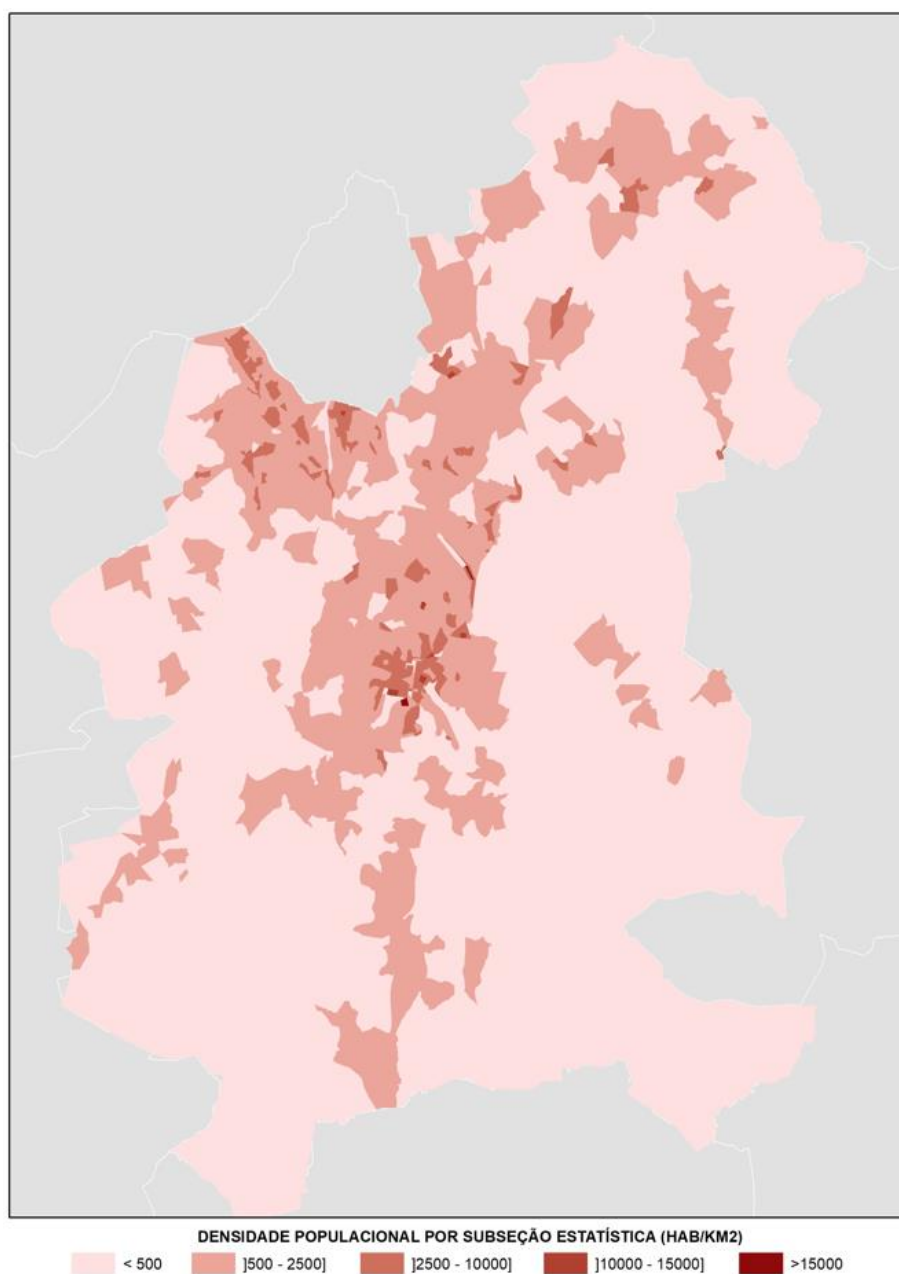 DENSIDADE POPULACIONAL POR SUBSEÇÃO ESTATÍSTICA (HAB/KM2)
< 500 ]500 - 2500] ]2500 - 10000] ]10000 - 15000] >15000